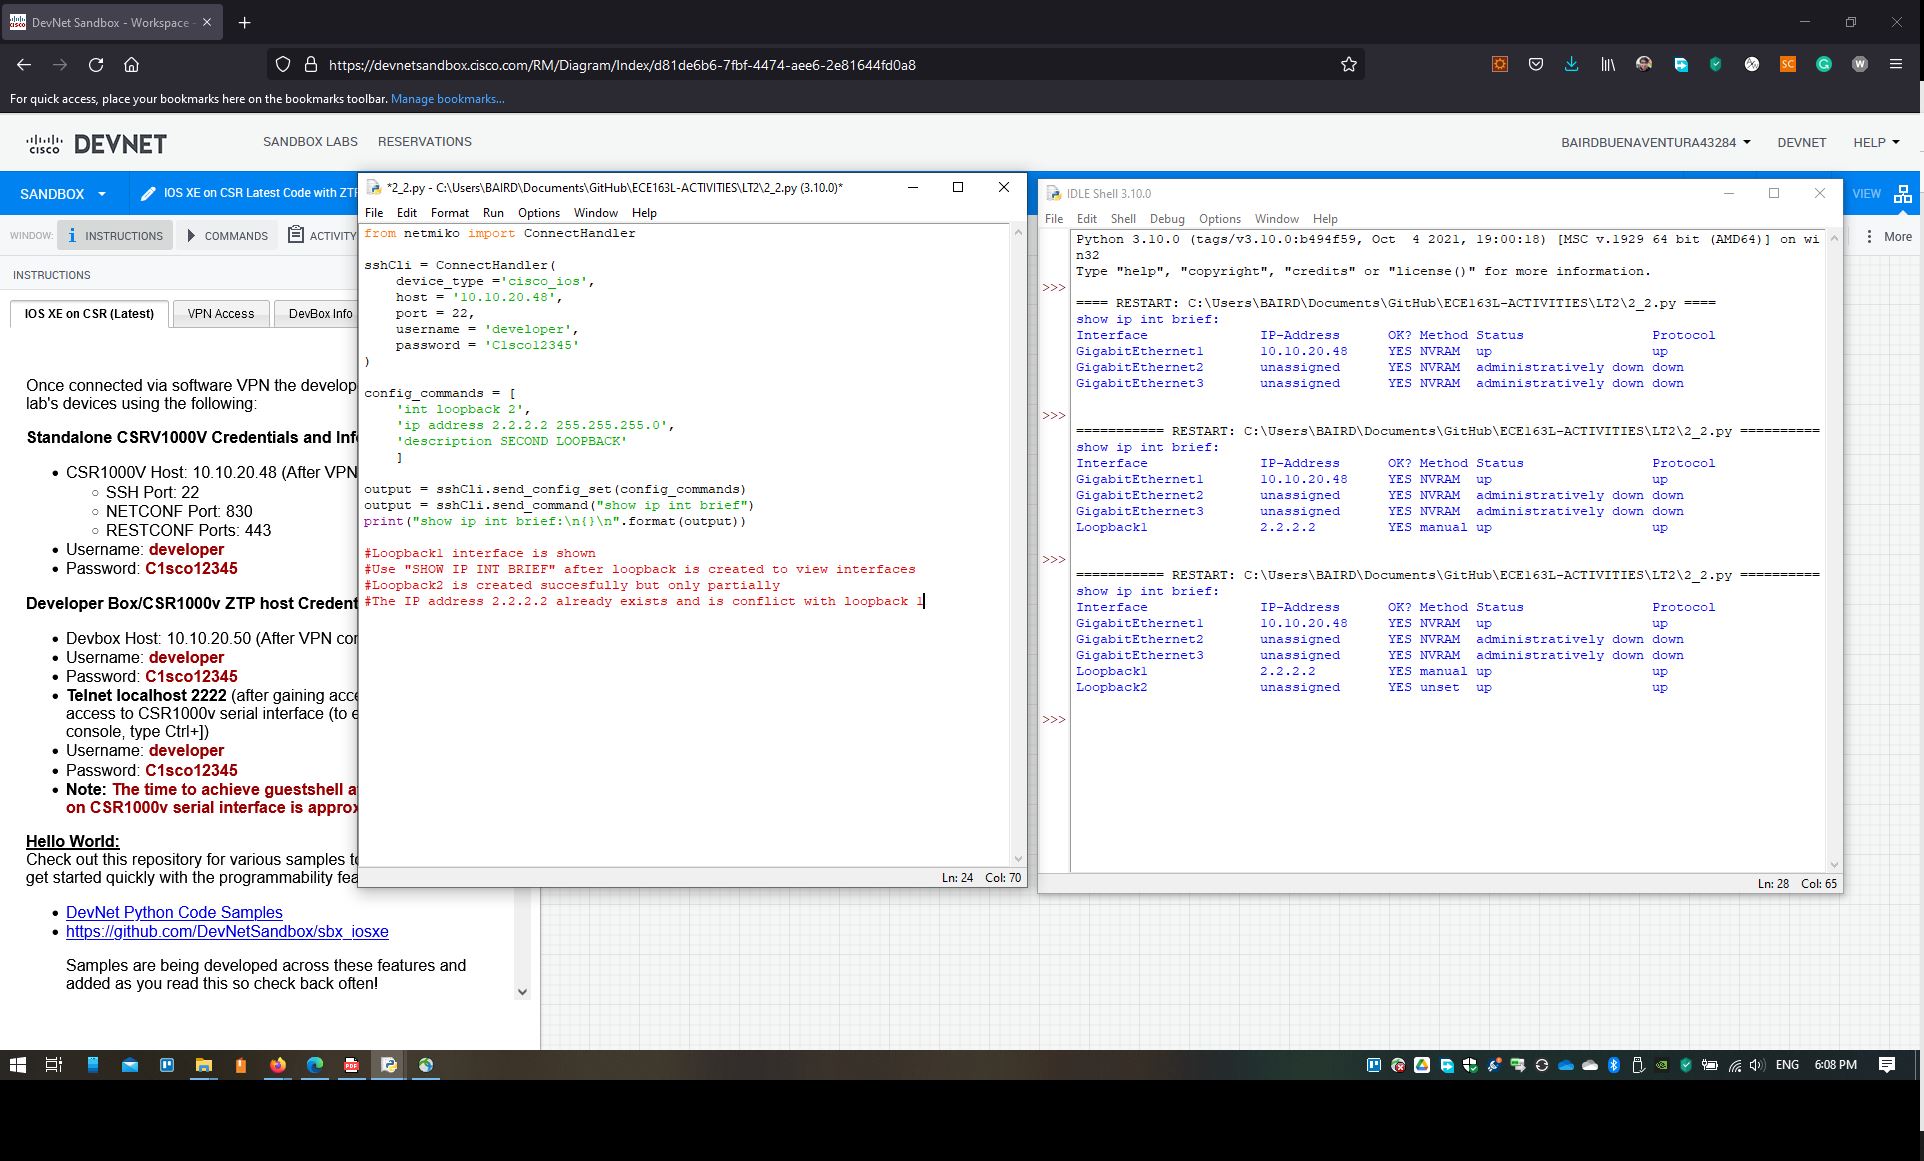 DevNet Sandbox - Workspace -
https://devnetsandbox.cisco.com/RM/Diagram/Index/d81de6b6-7fbf-4474-aee6-2e81644fd0a8
For quick access, place your bookmarks here on the bookmarks toolbar. Manage bookmarks...
CISCO DEVNET
SANDBOX LABS RESERVATIONS
BAIRDBUENAVENTURA43284 DEVNET HELP
SANDBOX
IOS XE on CSR Latest Code with ZTP
VIEW
WINDOW: INSTRUCTIONS COMMANDS ACTIVITY
More
INSTRUCTIONS
IOS XE on CSR (Latest) VPN Access DevBox Info
Once connected via software VPN the develop
lab's devices using the following:
Standalone CSRV1000V Credentials and Inf
CSR1000V Host: 10.10.20.48 (After VPN
SSH Port: 22
NETCONF Port: 830
RESTCONF Ports: 443
Username: developer
Password: C1sco12345
Developer Box/CSR1000v ZTP host Credent
Devbox Host: 10.10.20.50 (After VPN cor
Username: developer
Password: C1sco12345
Telnet localhost 2222 (after gaining acce
access to CSR1000v serial interface (to e
console, type Ctrl+])
Username: developer
Password: C1sco12345
Note: The time to achieve guestshell a
on CSR1000v serial interface is approx
Hello World:
Check out this repository for various samples to
get started quickly with the programmability fea
DevNet Python Code Samples
https://github.com/DevNetSandbox/sbx_iosxe
Samples are being developed across these features and
added as you read this so check back often!
*2_2.py - C:\Users\BAIRD\Documents\GitHub\ECE163L-ACTIVITIES\LT2\2_2.py (3.10.0)*
File Edit Format Run Options Window Help
from netmiko import ConnectHandler
sshCli = ConnectHandler(
device_type ='cisco_ios',
host = '10.10.20.48',
port = 22,
username = 'developer',
password = 'C1sco12345'
)
config_commands = [
'int loopback 2',
'ip address 2.2.2.2 255.255.255.0',
'description SECOND LOOPBACK'
]
output = sshCli.send_config_set(config_commands)
output = sshCli.send_command("show ip int brief")
print("show ip int brief:\n{}\n".format(output))
#Loopback1 interface is shown
#Use "SHOW IP INT BRIEF" after loopback is created to view interfaces
#Loopback2 is created succesfully but only partially
#The IP address 2.2.2.2 already exists and is conflict with loopback 1
Ln: 24 Col: 70
IDLE Shell 3.10.0
File Edit Shell Debug Options Window Help
Python 3.10.0 (tags/v3.10.0:b494f59, Oct  4 2021, 19:00:18) [MSC v.1929 64 bit (AMD64)] on wi
n32
Type "help", "copyright", "credits" or "license()" for more information.
>>>
==== RESTART: C:\Users\BAIRD\Documents\GitHub\ECE163L-ACTIVITIES\LT2\2_2.py ====
show ip int brief:
Interface IP-Address OK? Method Status Protocol
GigabitEthernet1 10.10.20.48 YES NVRAM up up
GigabitEthernet2 unassigned YES NVRAM administratively down down
GigabitEthernet3 unassigned YES NVRAM administratively down down
>>>
=========== RESTART: C:\Users\BAIRD\Documents\GitHub\ECE163L-ACTIVITIES\LT2\2_2.py ==========
show ip int brief:
Interface IP-Address OK? Method Status Protocol
GigabitEthernet1 10.10.20.48 YES NVRAM up up
GigabitEthernet2 unassigned YES NVRAM administratively down down
GigabitEthernet3 unassigned YES NVRAM administratively down down
Loopback1 2.2.2.2 YES manual up up
>>>
=========== RESTART: C:\Users\BAIRD\Documents\GitHub\ECE163L-ACTIVITIES\LT2\2_2.py ==========
show ip int brief:
Interface IP-Address OK? Method Status Protocol
GigabitEthernet1 10.10.20.48 YES NVRAM up up
GigabitEthernet2 unassigned YES NVRAM administratively down down
GigabitEthernet3 unassigned YES NVRAM administratively down down
Loopback1 2.2.2.2 YES manual up up
Loopback2 unassigned YES unset up up
>>>
Ln: 28 Col: 65
ENG 6:08 PM